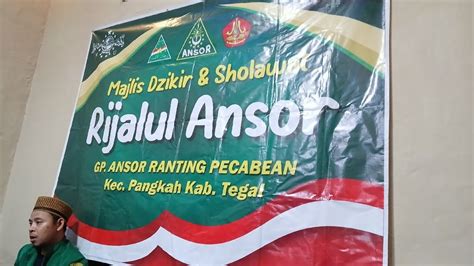 ANSOR
Majlis Dzikir & Sholawat
Rijalul Ansor
GP. ANSOR RANTING PECABEAN
Kec. Pangkah Kab. Tegal